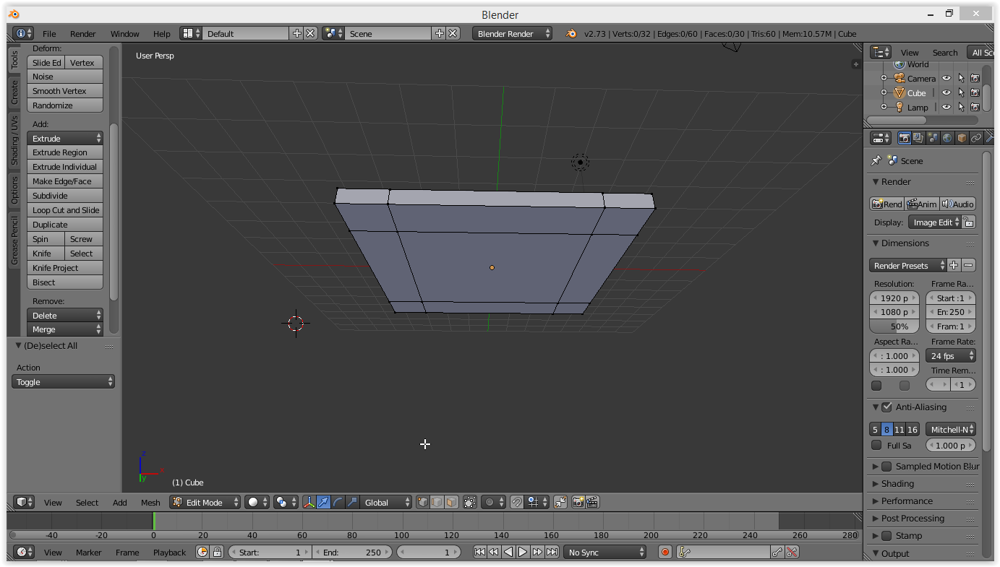 Blender
File Render Window Help Default Scene Blender Render v2.73 | Verts:0/32 | Edges:0/60 | Faces:0/30 | Tris:60 | Mem:10.57M | Cube
Tools
Create
Shading / UVs
Options
Grease Pencil
Deform:
Slide Ed Vertex
Noise
Smooth Vertex
Randomize
Add:
Extrude
Extrude Region
Extrude Individual
Make Edge/Face
Subdivide
Loop Cut and Slide
Duplicate
Spin Screw
Knife Select
Knife Project
Bisect
Remove:
Delete
Merge
(De)select All
Action
Toggle
User Persp
z
y
(1) Cube
View Search All Sc
World
Camera
Cube
Lamp
Scene
Render
Rend Anim Audio
Display: Image Edit
Dimensions
Render Presets
Resolution: Frame Ra...
1920 p Start :1
1080 p En: 250
50% Fram: 1
Aspect Ra... Frame Rate:
: 1.000 24 fps
: 1.000 Time Rem...
1
Anti-Aliasing
5 8 11 16 Mitchell-N
Full Sa 1.000 p
Sampled Motion Blur
Shading
Performance
Post Processing
Stamp
Output
View Select Add Mesh Edit Mode Global
-40 -20 0 20 40 60 80 100 120 140 160 180 200 220 240 260 280
View Marker Frame Playback Start: 1 End: 250 1 No Sync